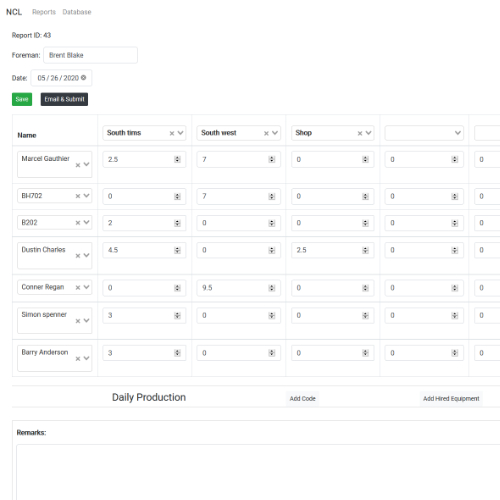 NCL Reports Database
Report ID: 43
Foreman: Brent Blake
Date: 05 / 26 / 2020
Save Email & Submit
Name South tims South west Shop
Marcel Gauthier 2.5 7 0 0 0
BH702 0 7 0 0 0
B202 2 0 0 0 0
Dustin Charles 4.5 0 2.5 0 0
Conner Regan 0 9.5 0 0 0
Simon spenner 3 0 0 0 0
Barry Anderson 3 0 0 0 0
Daily Production Add Code Add Hired Equipment
Remarks: